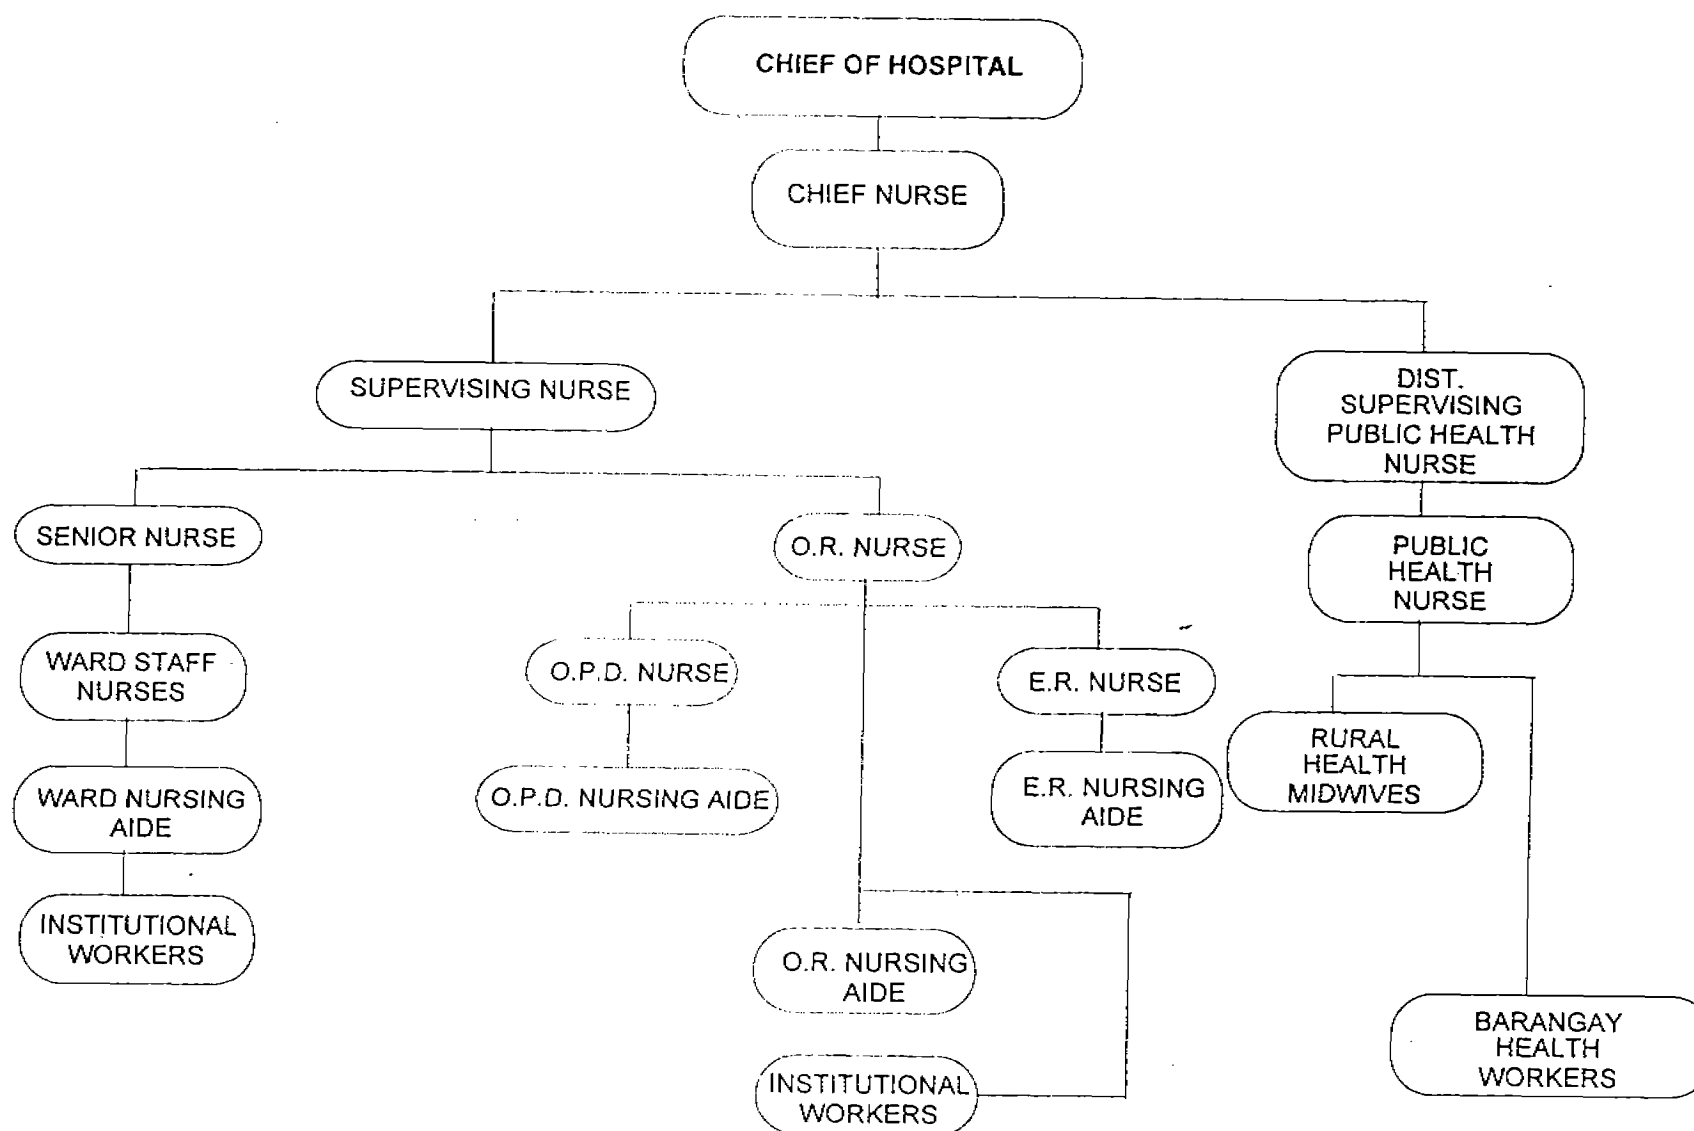 CHIEF OF HOSPITAL
CHIEF NURSE
SUPERVISING NURSE
DIST.
SUPERVISING
PUBLIC HEALTH
NURSE
SENIOR NURSE
O.R. NURSE
PUBLIC
HEALTH
NURSE
WARD STAFF
NURSES
O.P.D. NURSE
E.R. NURSE
RURAL
HEALTH
MIDWIVES
WARD NURSING
AIDE
O.P.D. NURSING AIDE
E.R. NURSING
AIDE
INSTITUTIONAL
WORKERS
O.R. NURSING
AIDE
BARANGAY
HEALTH
WORKERS
INSTITUTIONAL
WORKERS